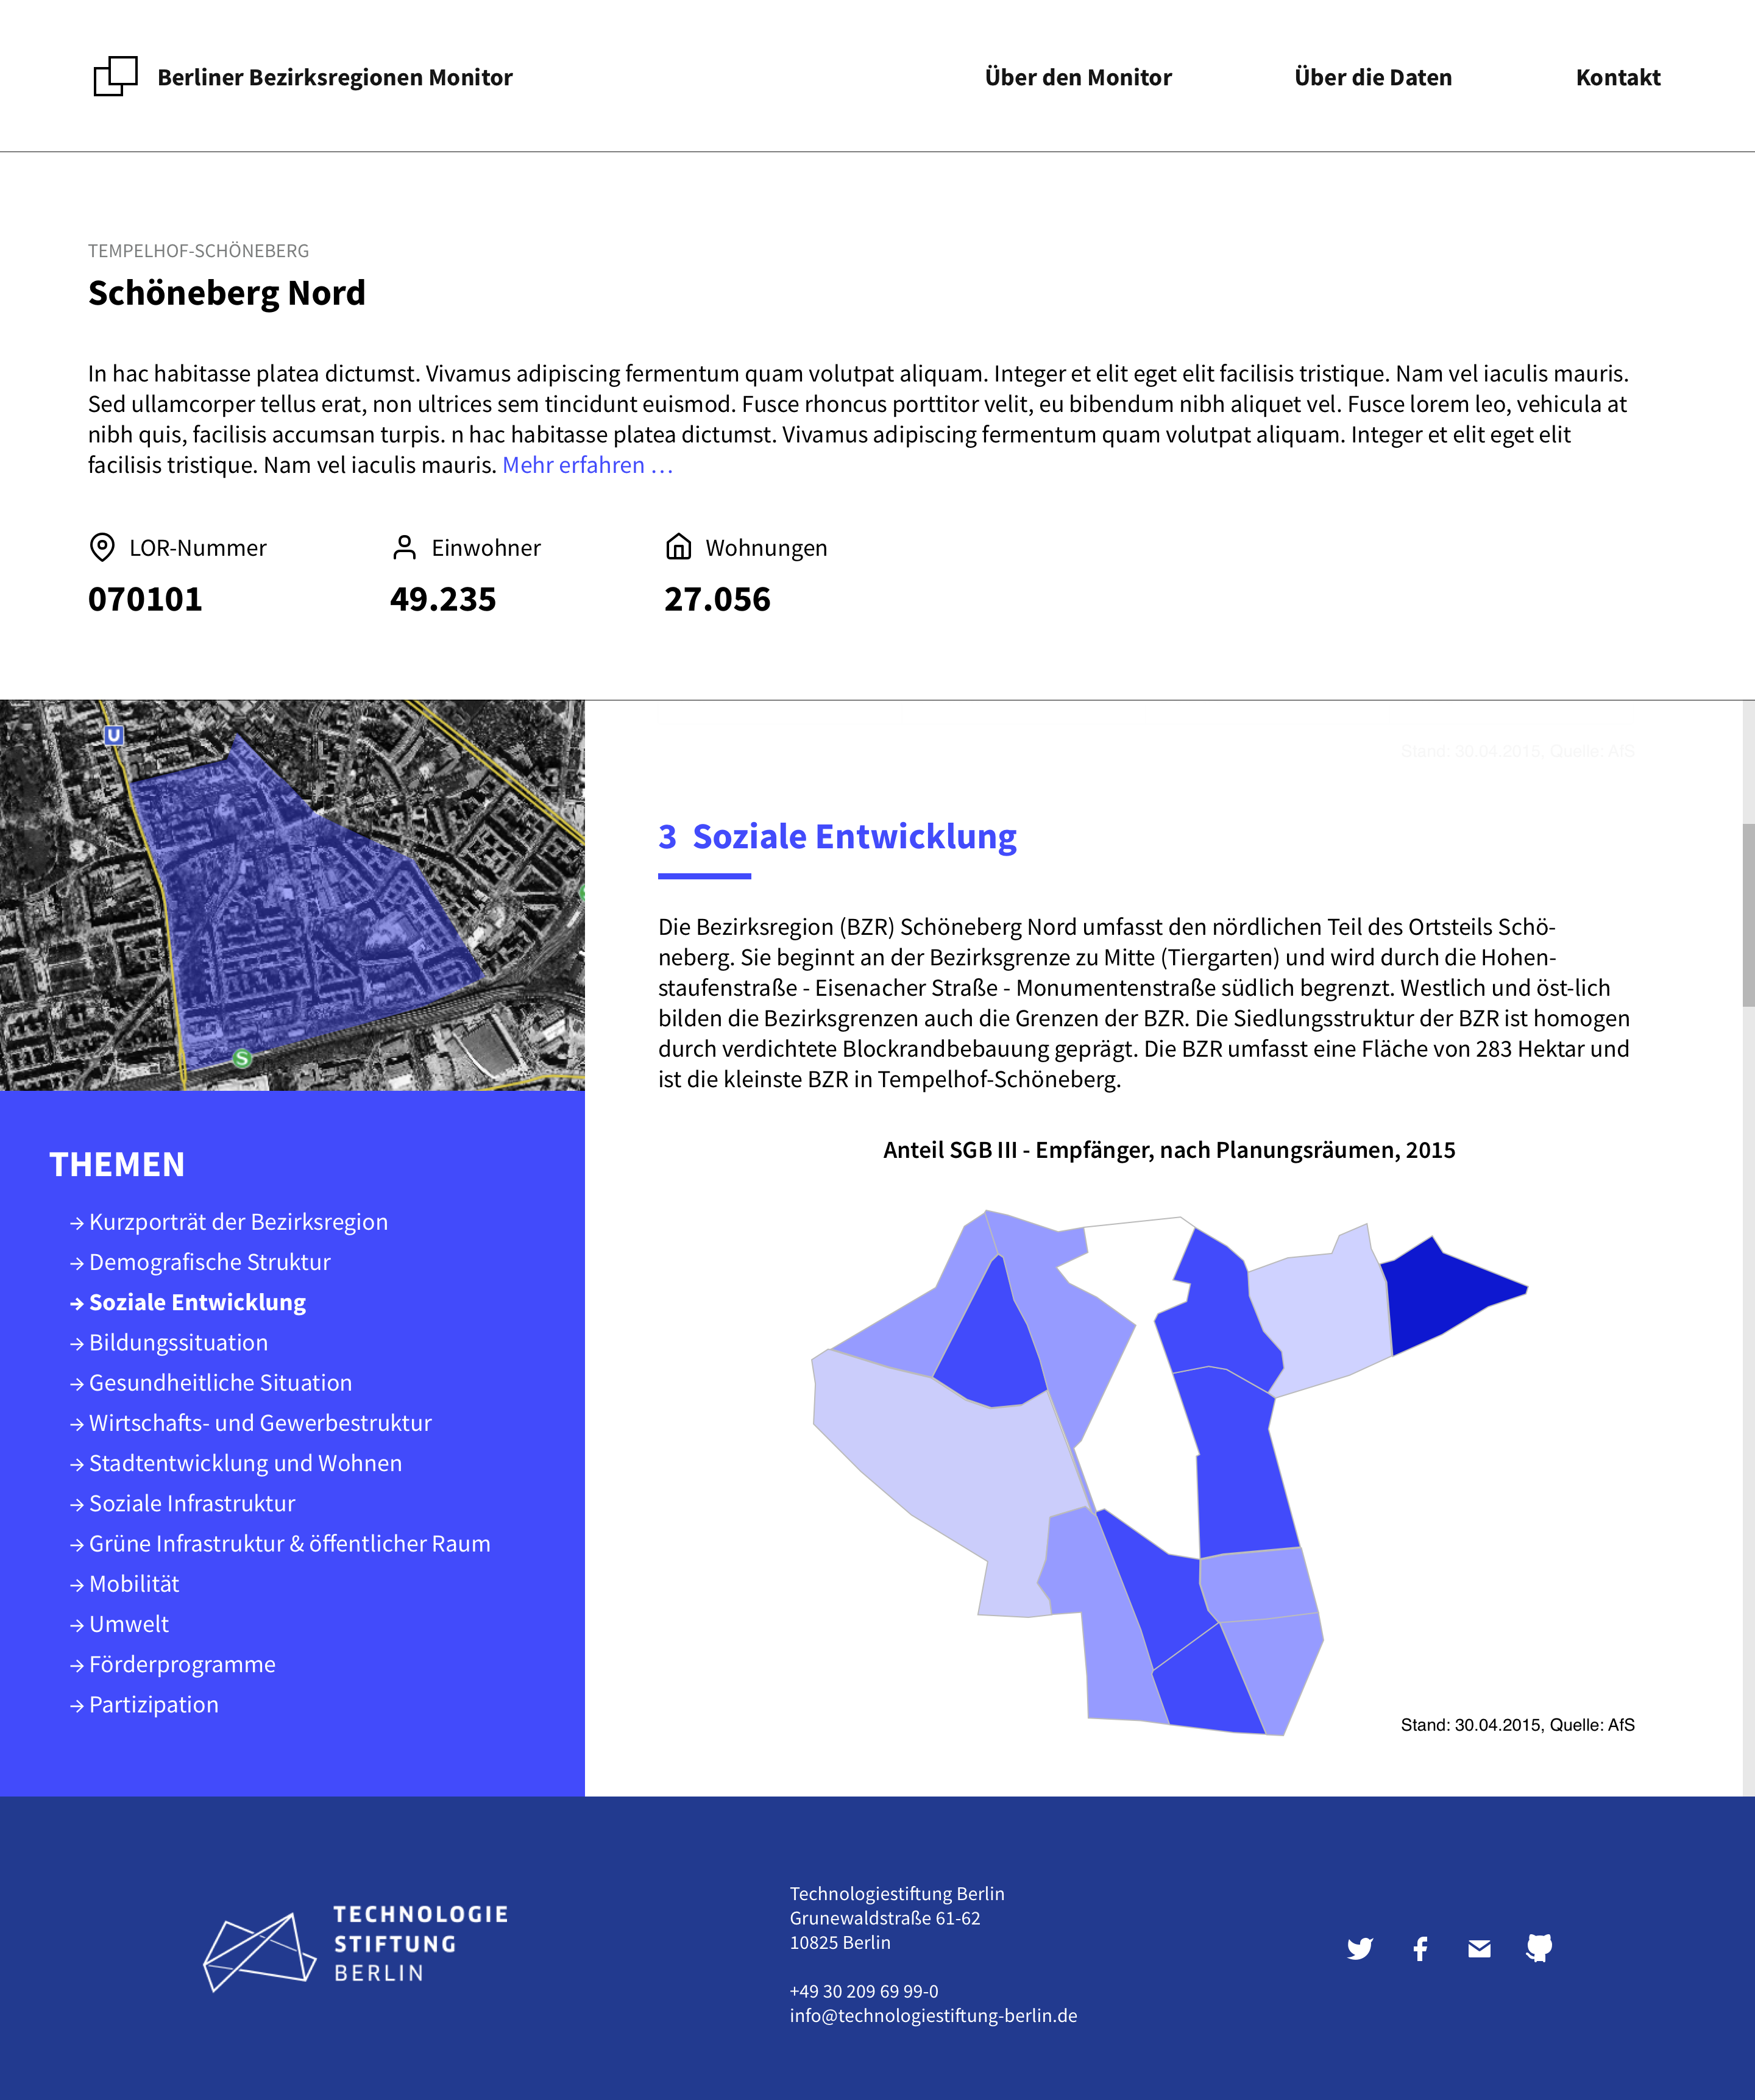 Berliner Bezirksregionen Monitor
Über den Monitor
Über die Daten
Kontakt
TEMPELHOF-SCHÖNEBERG
Schöneberg Nord
In hac habitasse platea dictumst. Vivamus adipiscing fermentum quam volutpat aliquam. Integer et elit eget elit facilisis tristique. Nam vel iaculis mauris.
Sed ullamcorper tellus erat, non ultrices sem tincidunt euismod. Fusce rhoncus porttitor velit, eu bibendum nibh aliquet vel. Fusce lorem leo, vehicula at
nibh quis, facilisis accumsan turpis. n hac habitasse platea dictumst. Vivamus adipiscing fermentum quam volutpat aliquam. Integer et elit eget elit
facilisis tristique. Nam vel iaculis mauris. Mehr erfahren …
LOR-Nummer
070101
Einwohner
49.235
Wohnungen
27.056
U
S
THEMEN
→ Kurzporträt der Bezirksregion
→ Demografische Struktur
→ Soziale Entwicklung
→ Bildungssituation
→ Gesundheitliche Situation
→ Wirtschafts- und Gewerbestruktur
→ Stadtentwicklung und Wohnen
→ Soziale Infrastruktur
→ Grüne Infrastruktur & öffentlicher Raum
→ Mobilität
→ Umwelt
→ Förderprogramme
→ Partizipation
Stand: 30.04.2015, Quelle: AfS
3 Soziale Entwicklung
Die Bezirksregion (BZR) Schöneberg Nord umfasst den nördlichen Teil des Ortsteils Schö-
neberg. Sie beginnt an der Bezirksgrenze zu Mitte (Tiergarten) und wird durch die Hohen-
staufenstraße - Eisenacher Straße - Monumentenstraße südlich begrenzt. Westlich und öst-lich
bilden die Bezirksgrenzen auch die Grenzen der BZR. Die Siedlungsstruktur der BZR ist homogen
durch verdichtete Blockrandbebauung geprägt. Die BZR umfasst eine Fläche von 283 Hektar und
ist die kleinste BZR in Tempelhof-Schöneberg.
Anteil SGB III - Empfänger, nach Planungsräumen, 2015
Stand: 30.04.2015, Quelle: AfS
TECHNOLOGIE
STIFTUNG
BERLIN
Technologiestiftung Berlin
Grunewaldstraße 61-62
10825 Berlin
+49 30 209 69 99-0
info@technologiestiftung-berlin.de